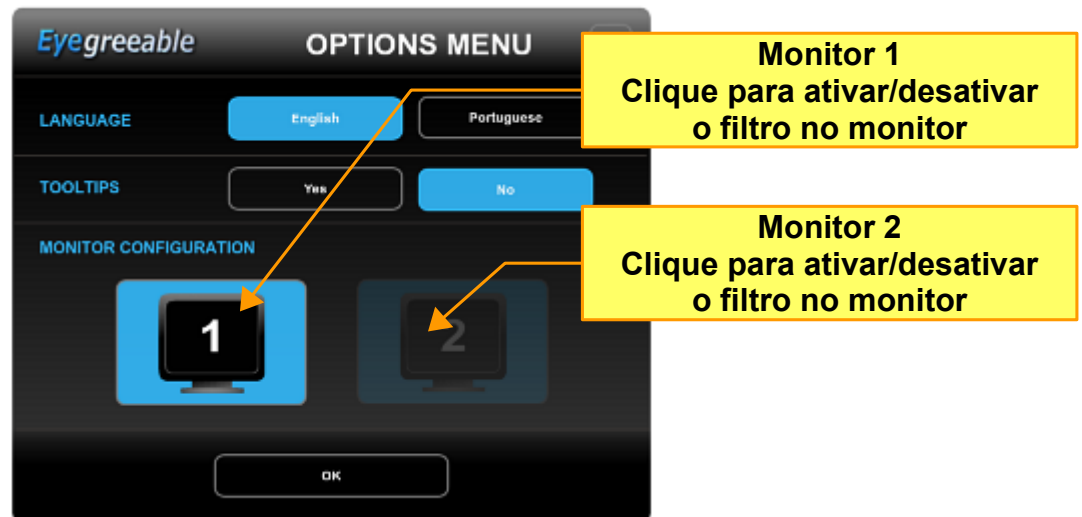 Eyegreeable OPTIONS MENU
Monitor 1
Clique para ativar/desativar
o filtro no monitor
LANGUAGE English Portuguese
TOOLTIPS Yes No
Monitor 2
Clique para ativar/desativar
o filtro no monitor
MONITOR CONFIGURATION
1 2
OK